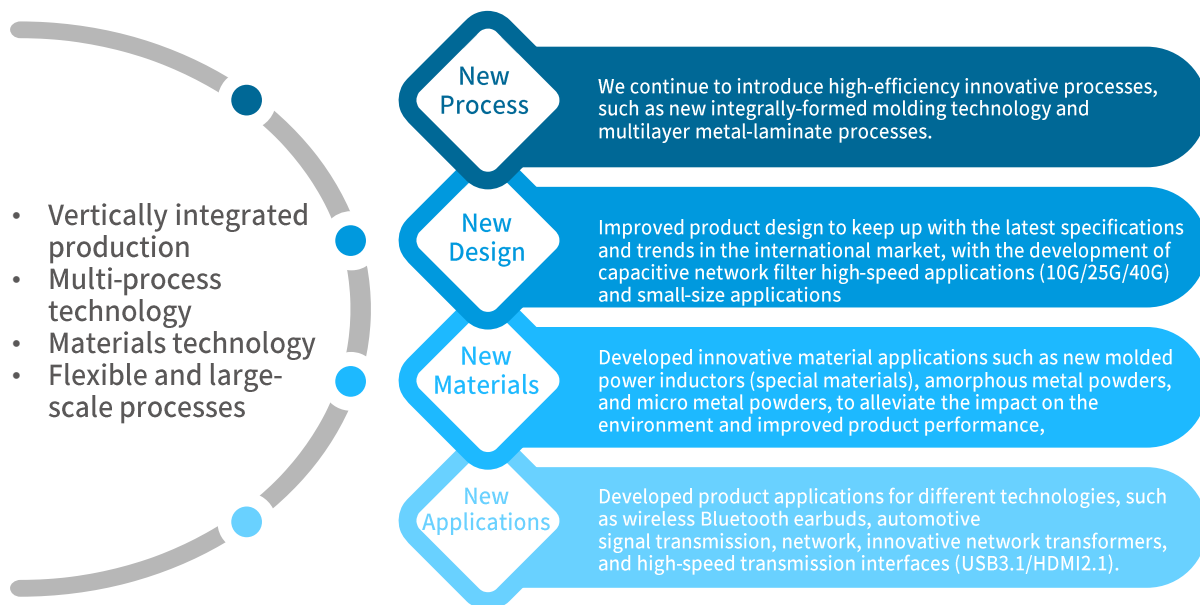 • Vertically integrated
production
• Multi-process
technology
• Materials technology
• Flexible and large-
scale processes
New
Process
We continue to introduce high-efficiency innovative processes,
such as new integrally-formed molding technology and
multilayer metal-laminate processes.
New
Design
Improved product design to keep up with the latest specifications
and trends in the international market, with the development of
capacitive network filter high-speed applications (10G/25G/40G)
and small-size applications
New
Materials
Developed innovative material applications such as new molded
power inductors (special materials), amorphous metal powders,
and micro metal powders, to alleviate the impact on the
environment and improved product performance,
New
Applications
Developed product applications for different technologies, such
as wireless Bluetooth earbuds, automotive
signal transmission, network, innovative network transformers,
and high-speed transmission interfaces (USB3.1/HDMI2.1).